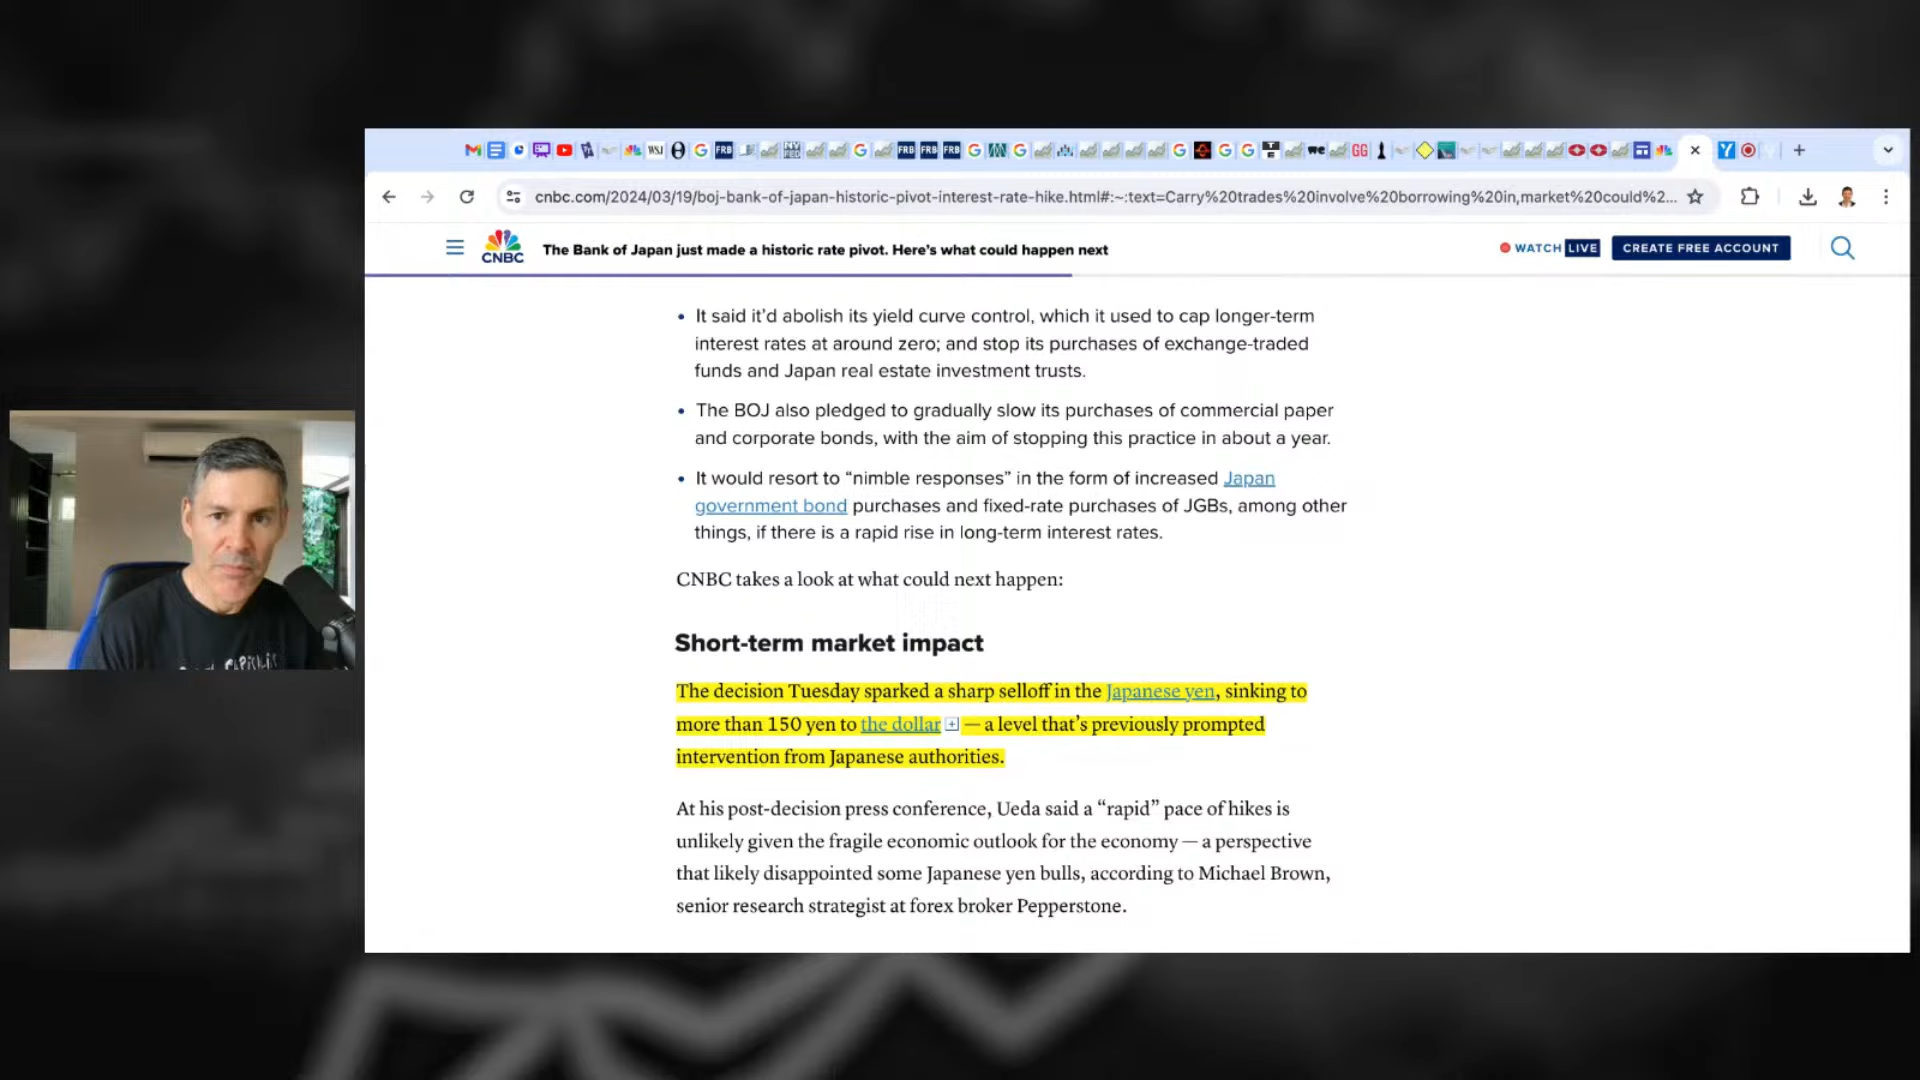 WSJ
FRB
NY
FED
FRB FRB FRB
T
E
GG
cnbc.com/2024/03/19/boj-bank-of-japan-historic-pivot-interest-rate-hike.html#:~:text=Carry%20trades%20involve%20borrowing%20in,market%20could%2...
CNBC
The Bank of Japan just made a historic rate pivot. Here’s what could happen next
WATCH LIVE
CREATE FREE ACCOUNT
• It said it’d abolish its yield curve control, which it used to cap longer-term
interest rates at around zero; and stop its purchases of exchange-traded
funds and Japan real estate investment trusts.
• The BOJ also pledged to gradually slow its purchases of commercial paper
and corporate bonds, with the aim of stopping this practice in about a year.
• It would resort to “nimble responses” in the form of increased Japan
government bond purchases and fixed-rate purchases of JGBs, among other
things, if there is a rapid rise in long-term interest rates.
CNBC takes a look at what could next happen:
Short-term market impact
The decision Tuesday sparked a sharp selloff in the Japanese yen, sinking to
more than 150 yen to the dollar — a level that’s previously prompted
intervention from Japanese authorities.
At his post-decision press conference, Ueda said a “rapid” pace of hikes is
unlikely given the fragile economic outlook for the economy — a perspective
that likely disappointed some Japanese yen bulls, according to Michael Brown,
senior research strategist at forex broker Pepperstone.